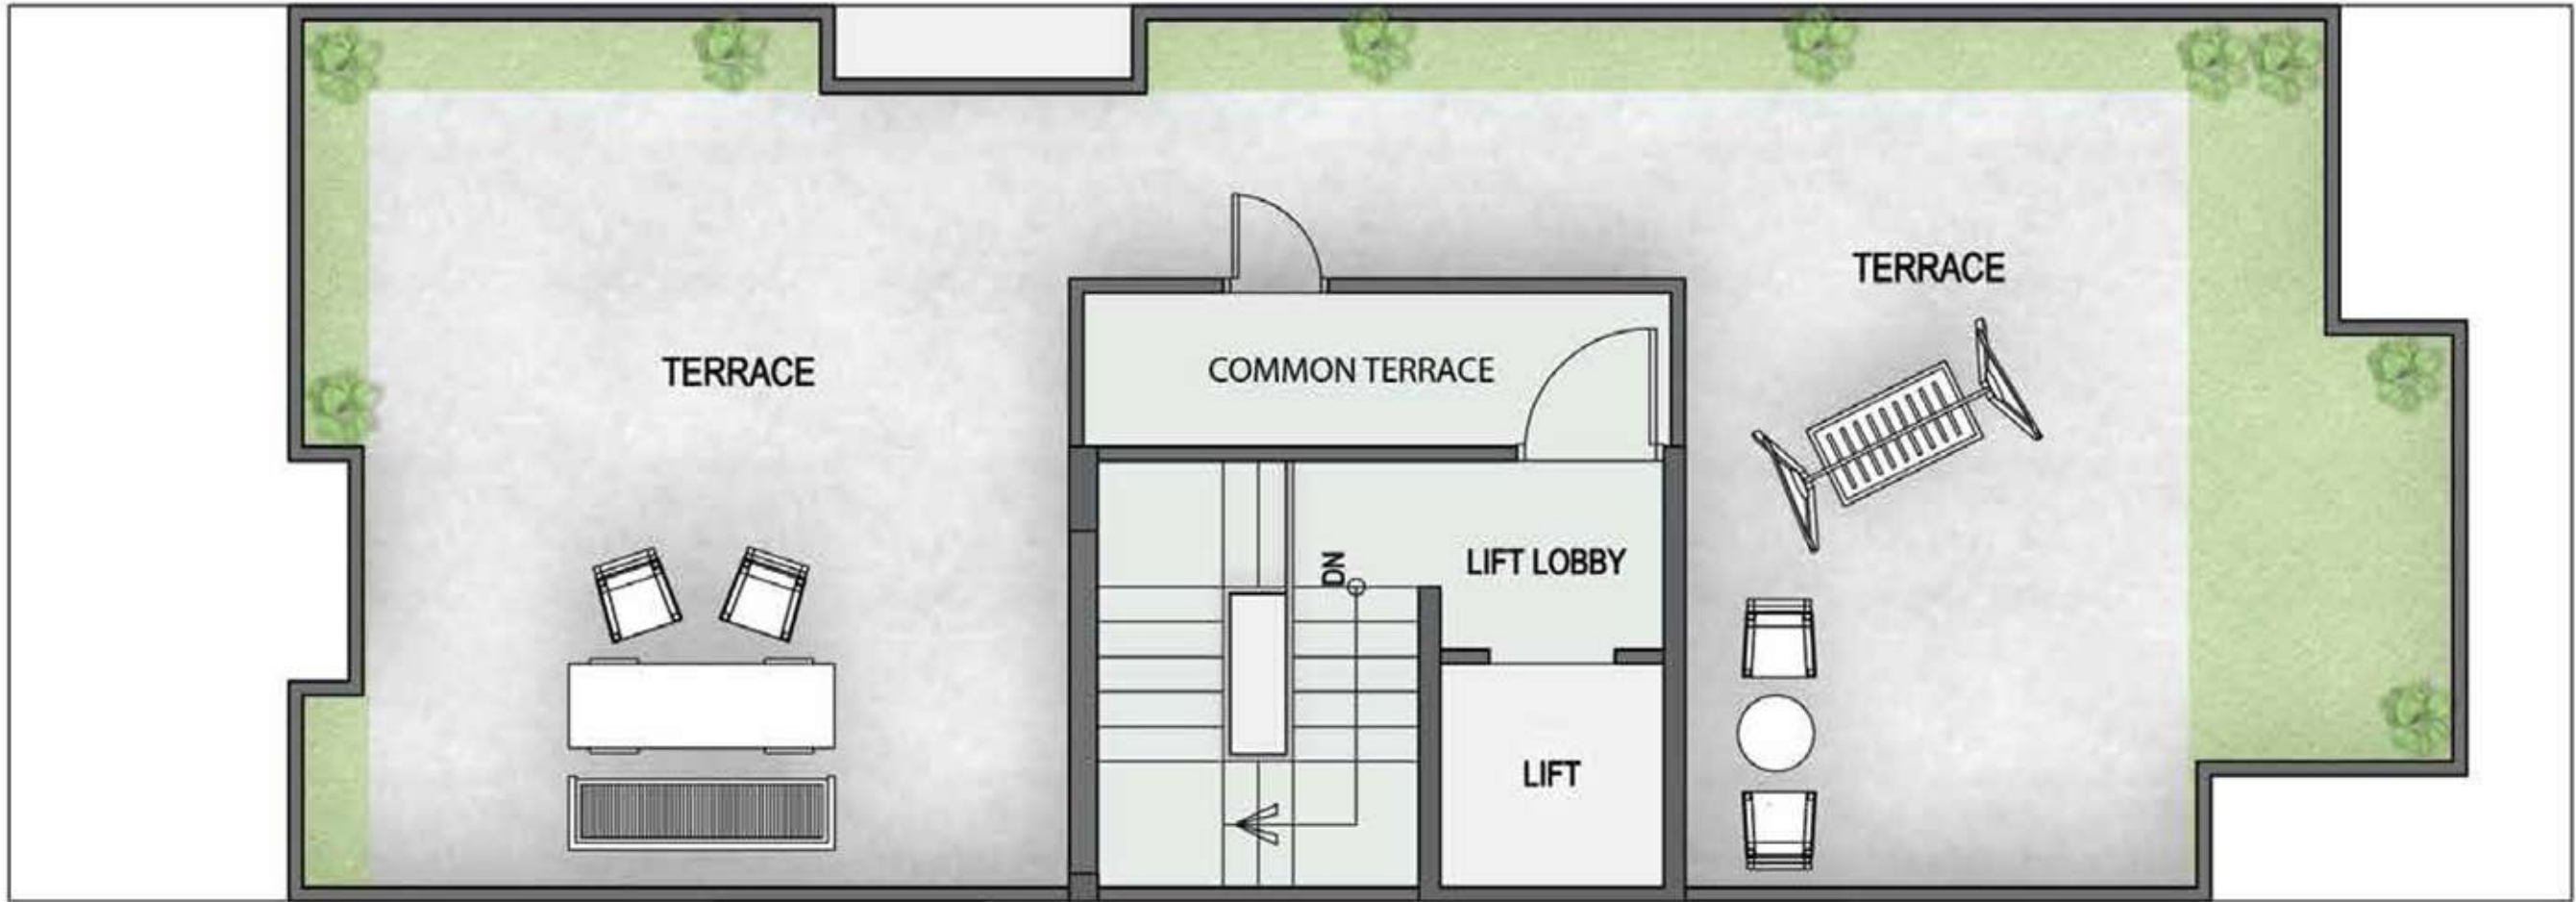 TERRACE
TERRACE
COMMON TERRACE
DN
LIFT LOBBY
LIFT